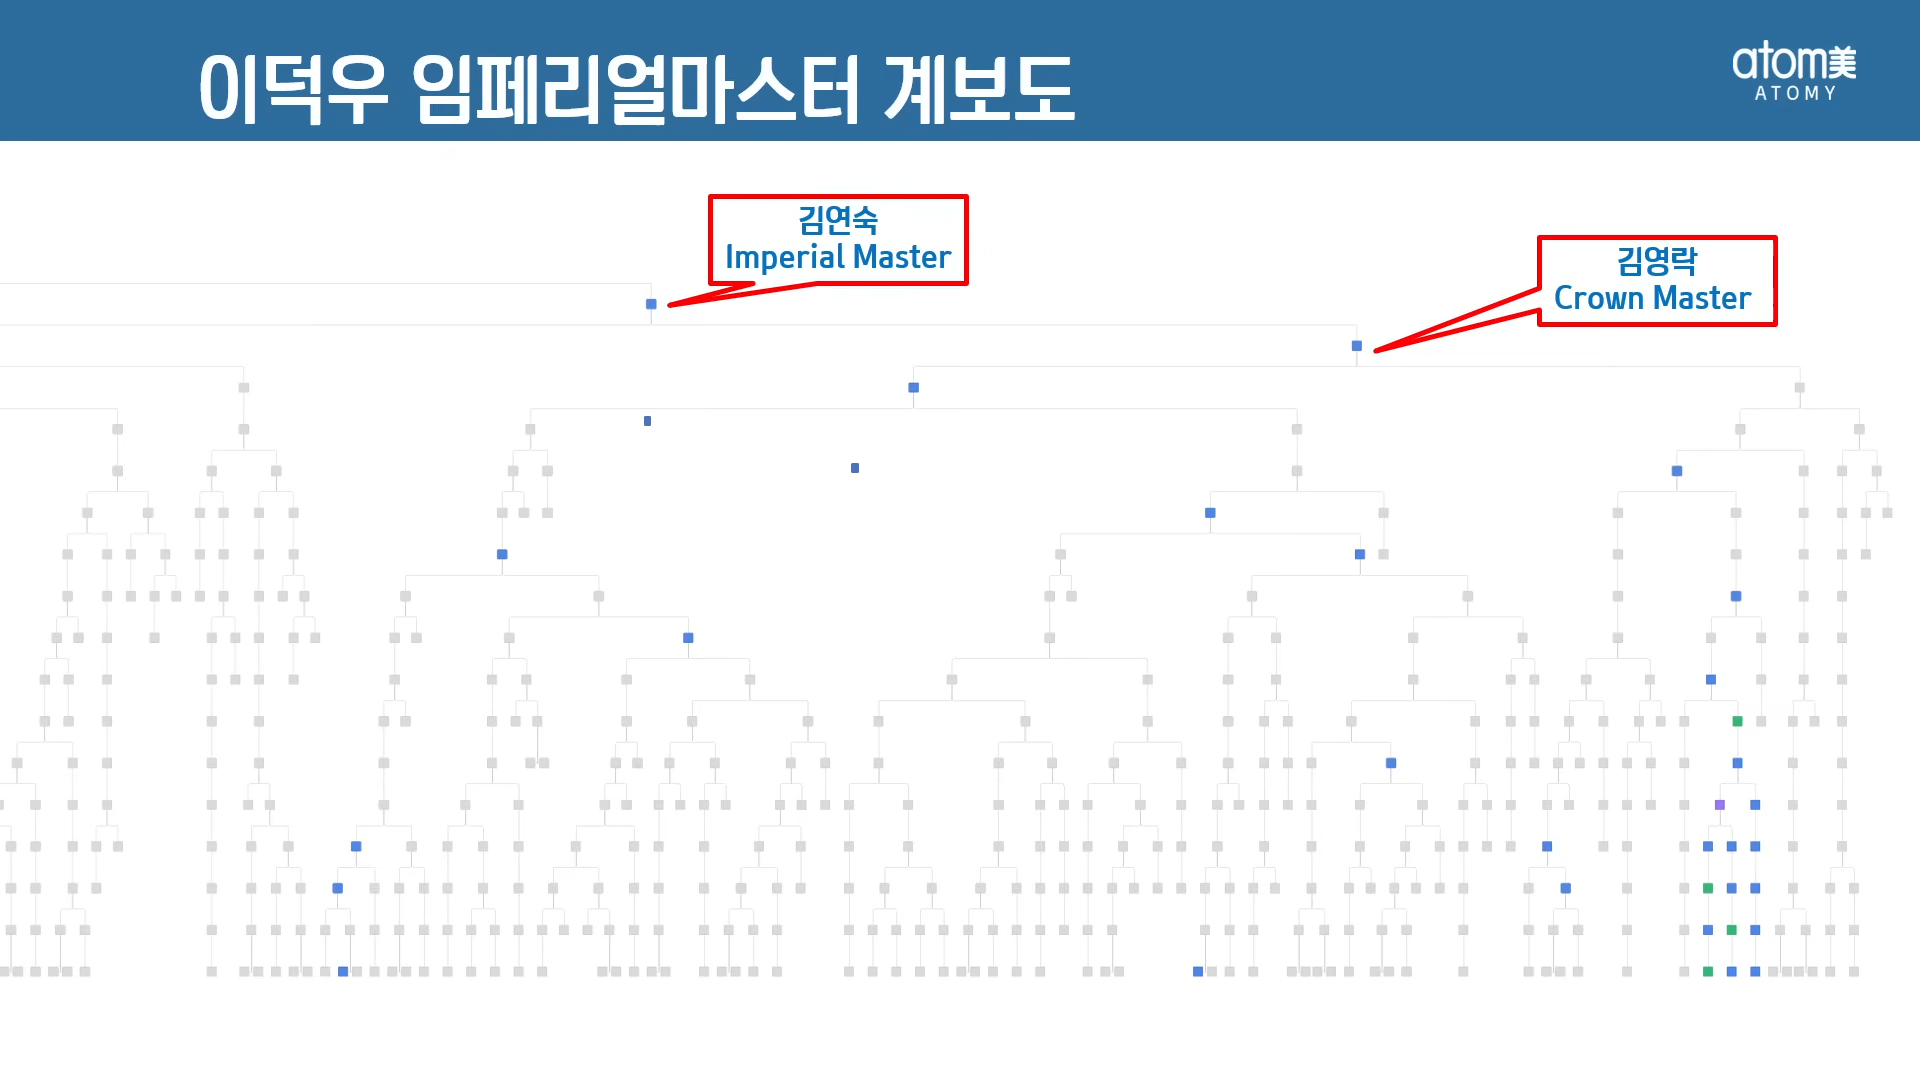 이덕우 임페리얼마스터 계보도
atom美
ATOMY
김연숙
Imperial Master
김영락
Crown Master